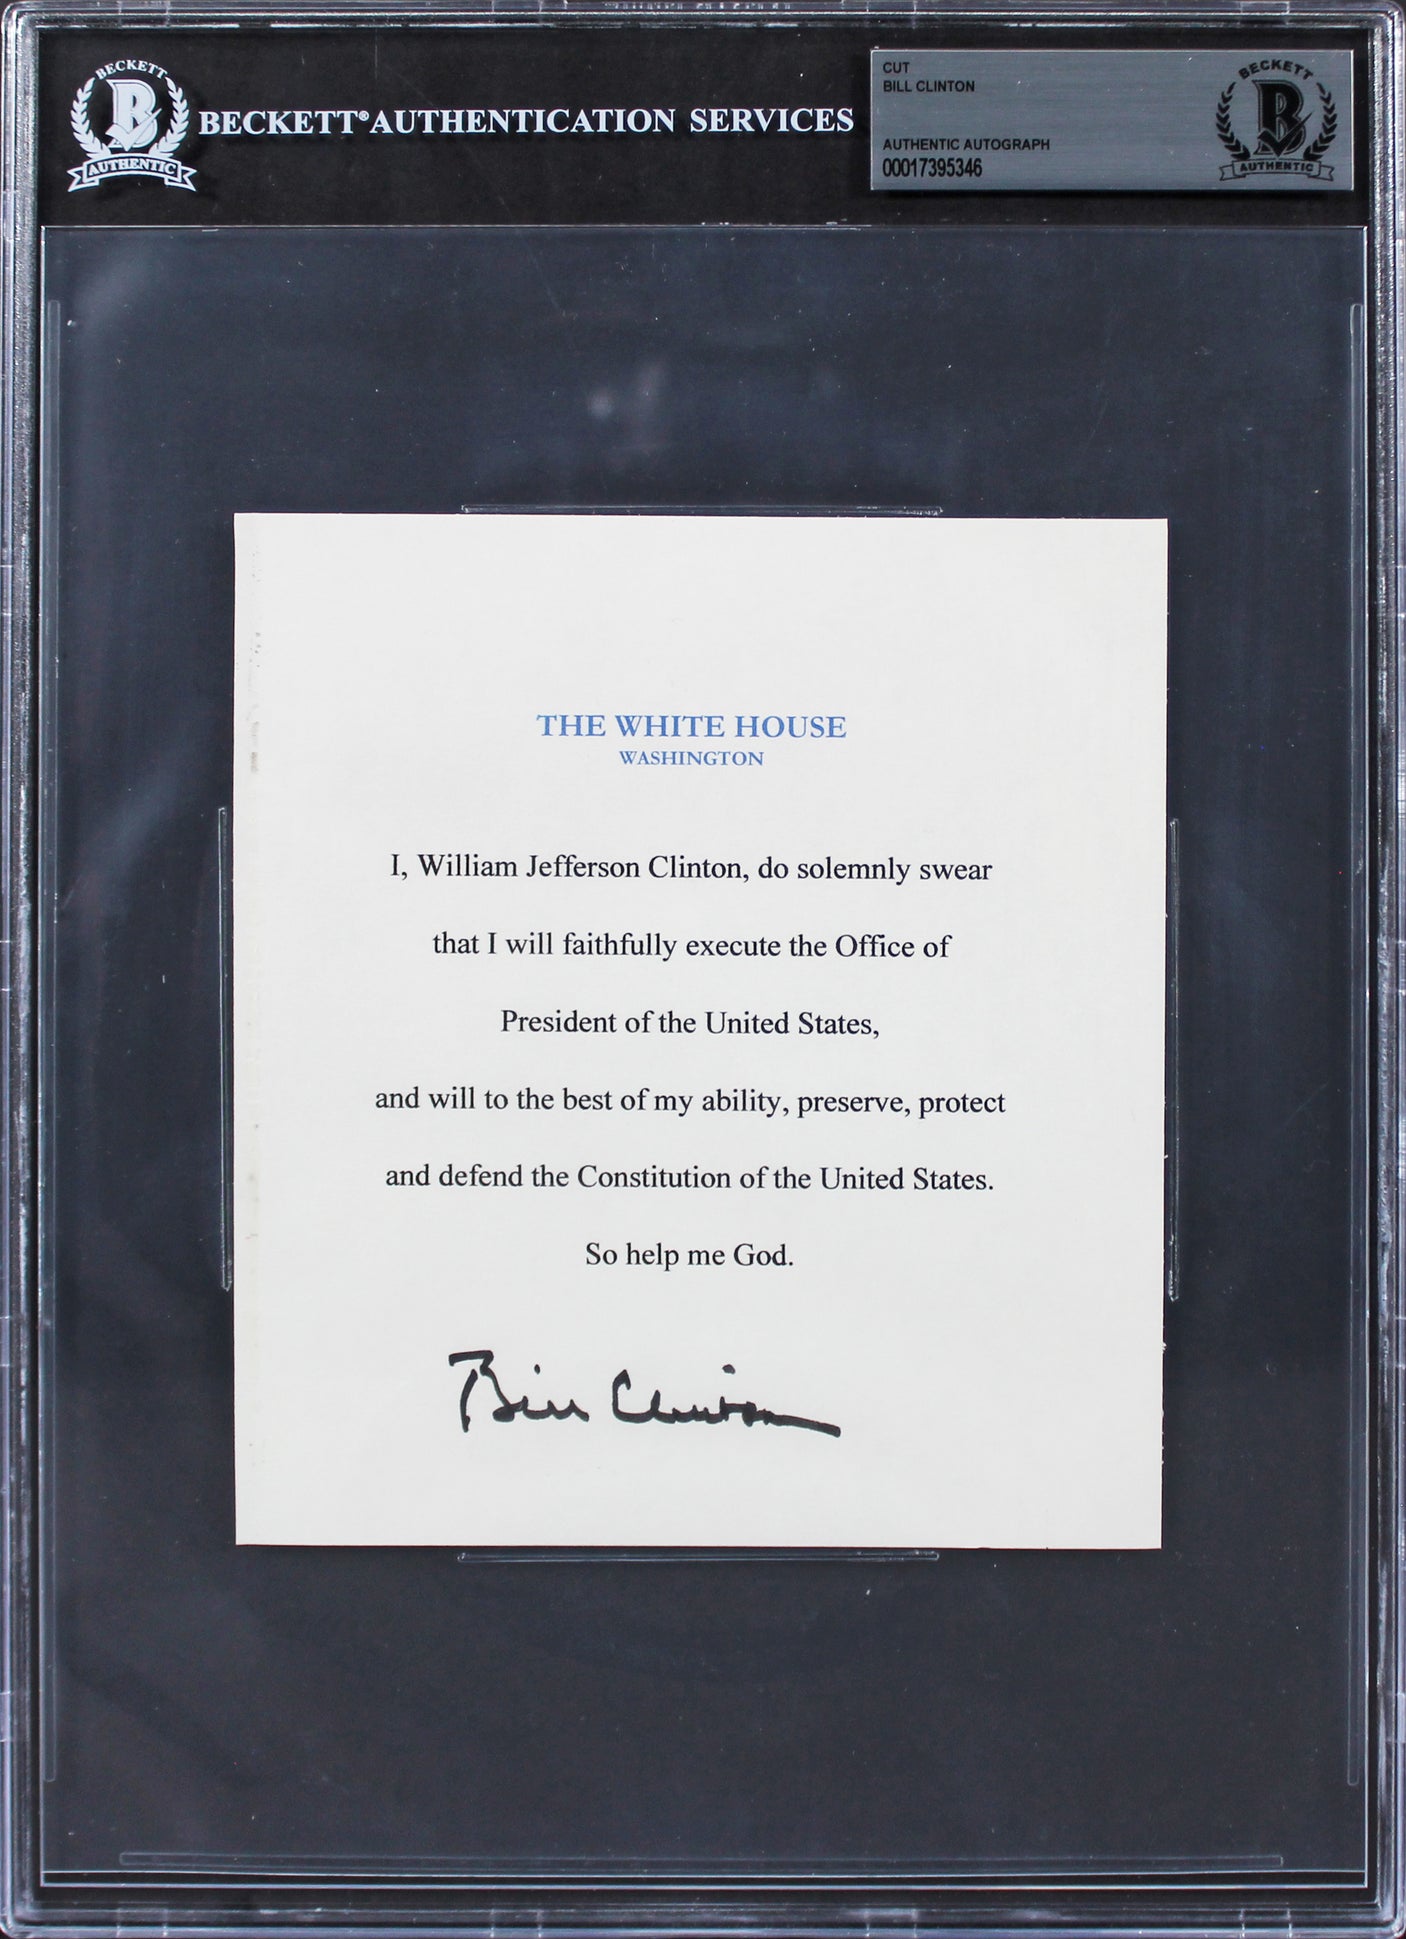 BECKETT
B
AUTHENTIC
BECKETT® AUTHENTICATION SERVICES
CUT
BILL CLINTON
AUTHENTIC AUTOGRAPH
00017395346
BECKETT
B
AUTHENTIC
THE WHITE HOUSE
WASHINGTON
I, William Jefferson Clinton, do solemnly swear
that I will faithfully execute the Office of
President of the United States,
and will to the best of my ability, preserve, protect
and defend the Constitution of the United States.
So help me God.
Bill Clinton